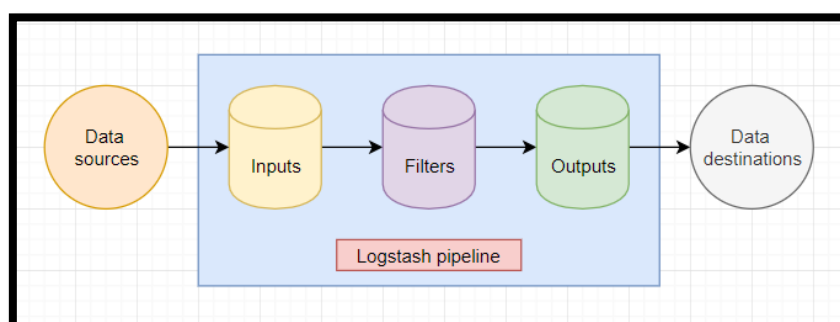 Data
sources
Inputs
Filters
Outputs
Data
destinations
Logstash pipeline